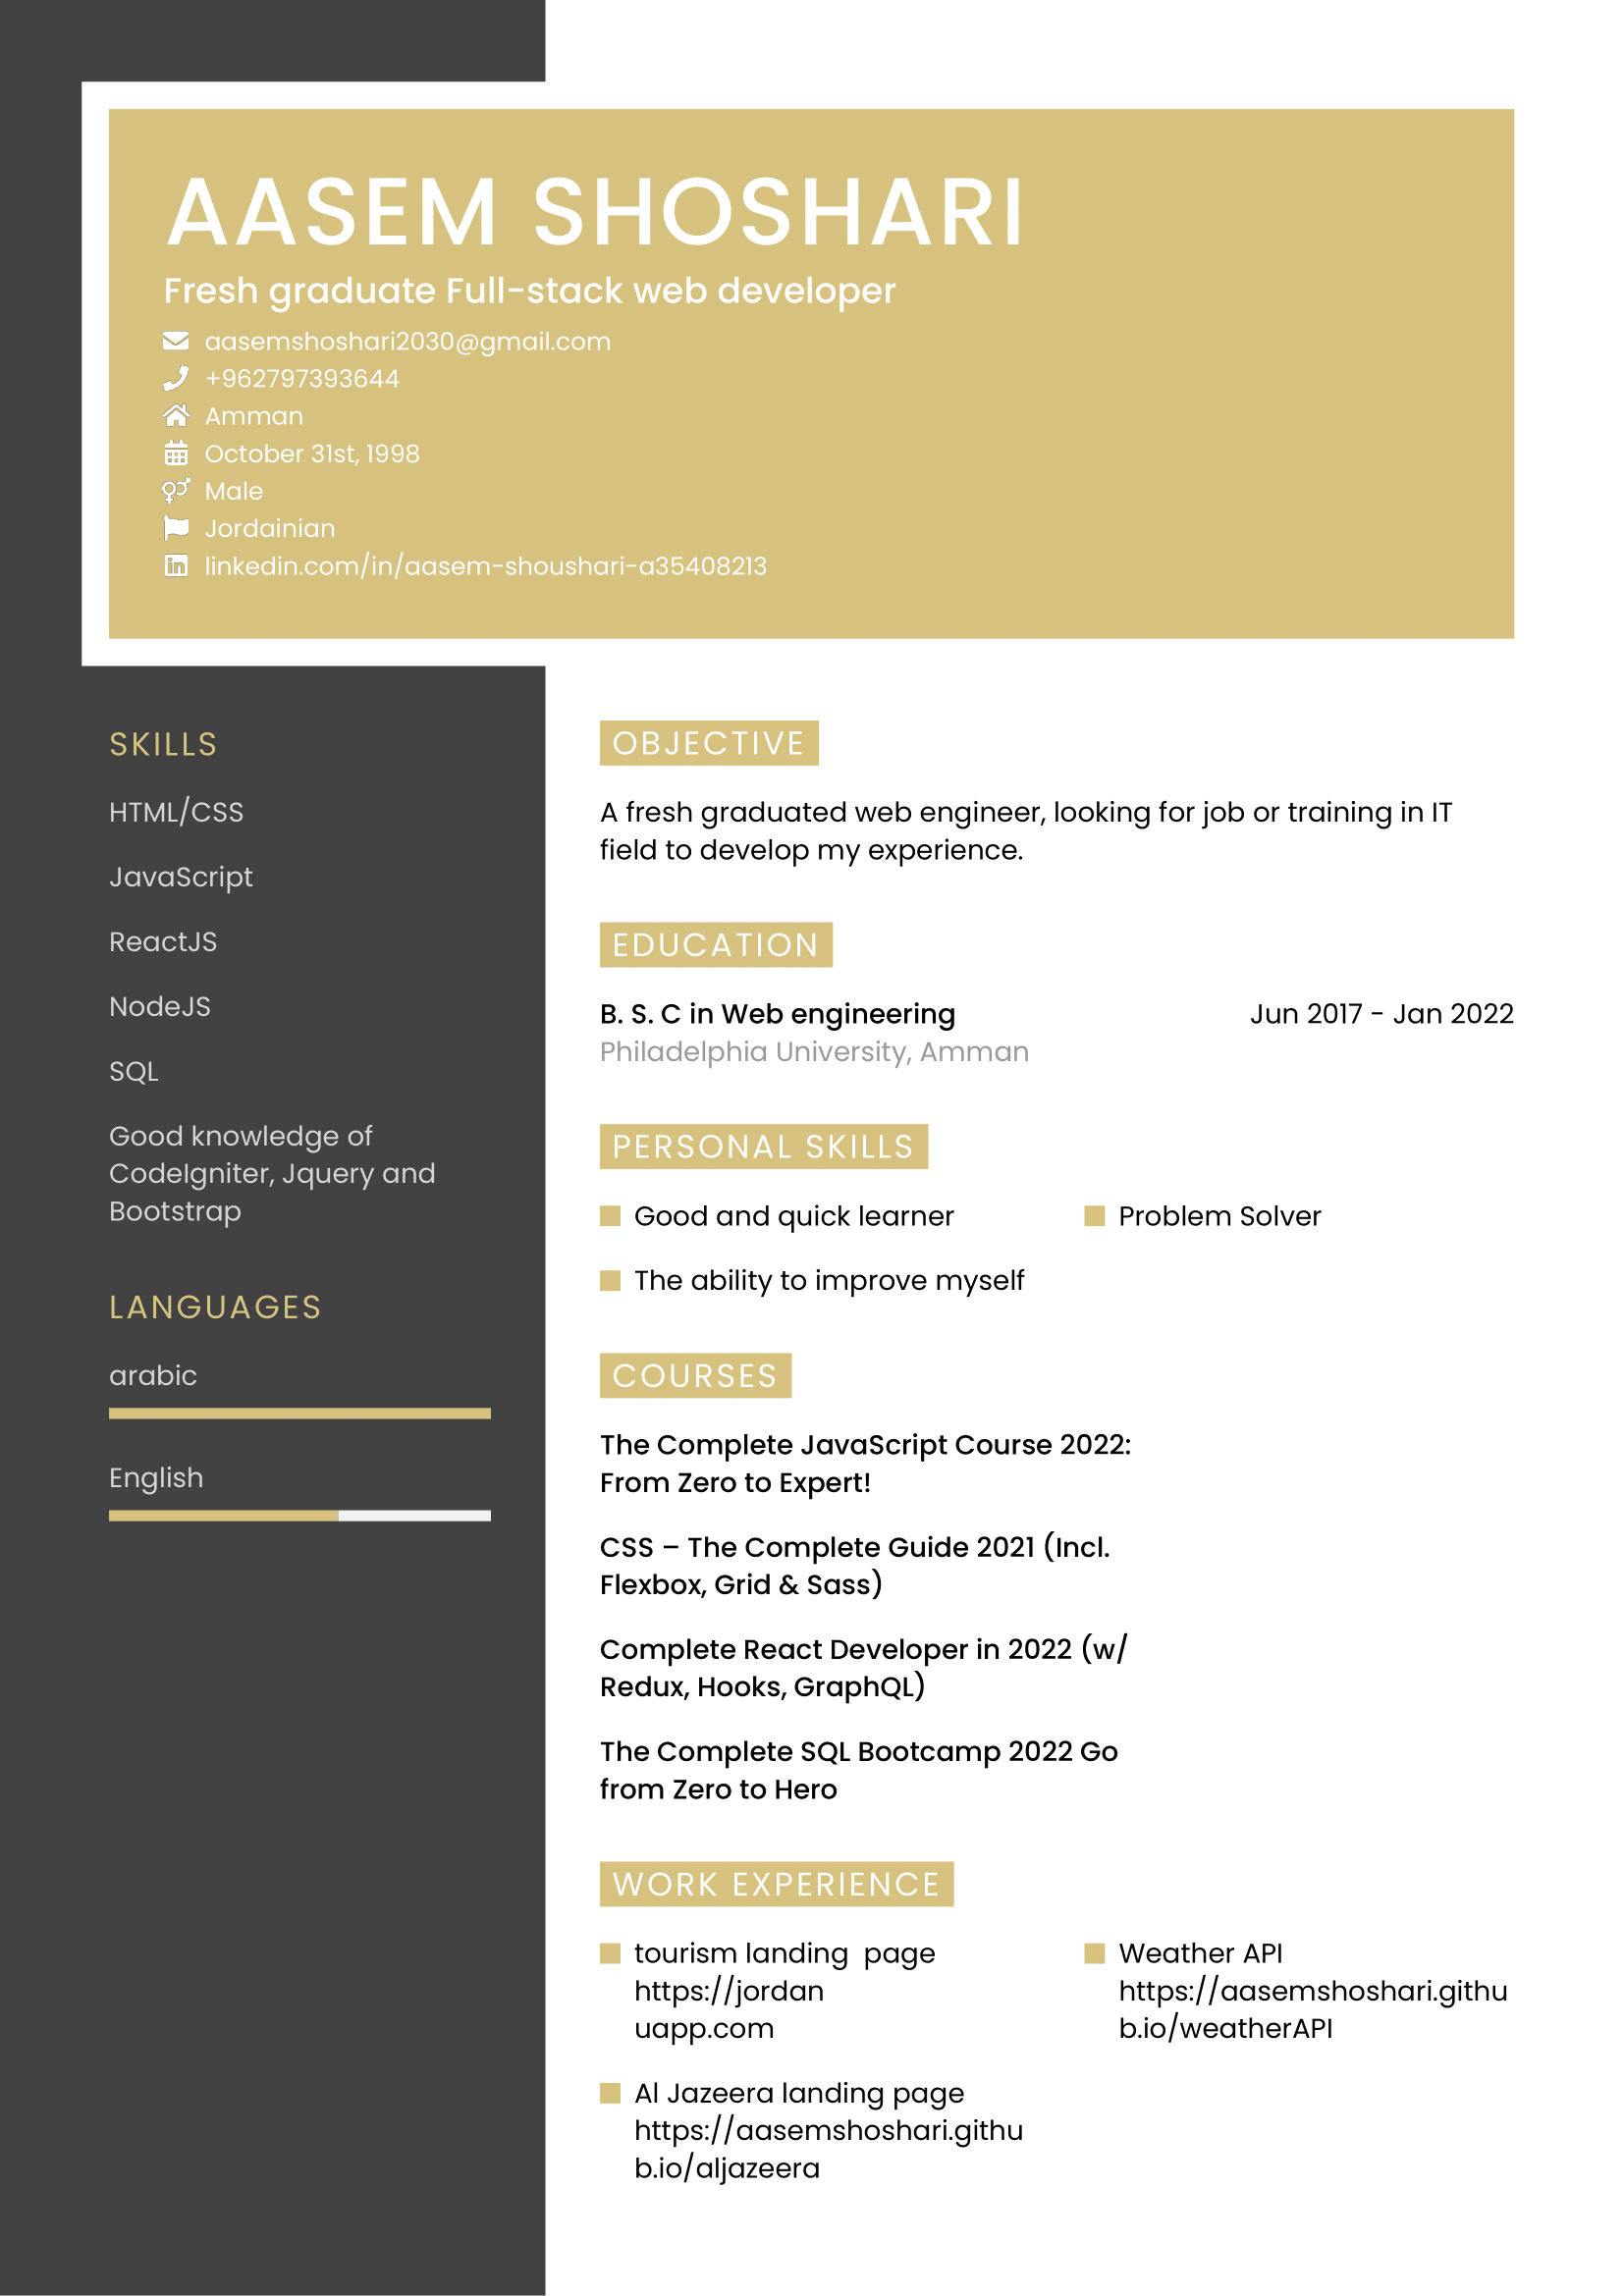 AASEM SHOSHARI
Fresh graduate Full-stack web developer
aasemshoshari2030@gmail.com
+962797393644
Amman
October 31st, 1998
Male
Jordainian
linkedin.com/in/aasem-shoushari-a35408213
SKILLS
HTML/CSS
JavaScript
ReactJS
NodeJS
SQL
Good knowledge of
CodeIgniter, Jquery and
Bootstrap
LANGUAGES
arabic
English
OBJECTIVE
A fresh graduated web engineer, looking for job or training in IT
field to develop my experience.
EDUCATION
B. S. C in Web engineering Jun 2017 - Jan 2022
Philadelphia University, Amman
PERSONAL SKILLS
Good and quick learner
Problem Solver
The ability to improve myself
COURSES
The Complete JavaScript Course 2022:
From Zero to Expert!
CSS – The Complete Guide 2021 (Incl.
Flexbox, Grid & Sass)
Complete React Developer in 2022 (w/
Redux, Hooks, GraphQL)
The Complete SQL Bootcamp 2022 Go
from Zero to Hero
WORK EXPERIENCE
tourism landing  page
https://jordan
uapp.com
Weather API
https://aasemshoshari.githu
b.io/weatherAPI
Al Jazeera landing page
https://aasemshoshari.githu
b.io/aljazeera